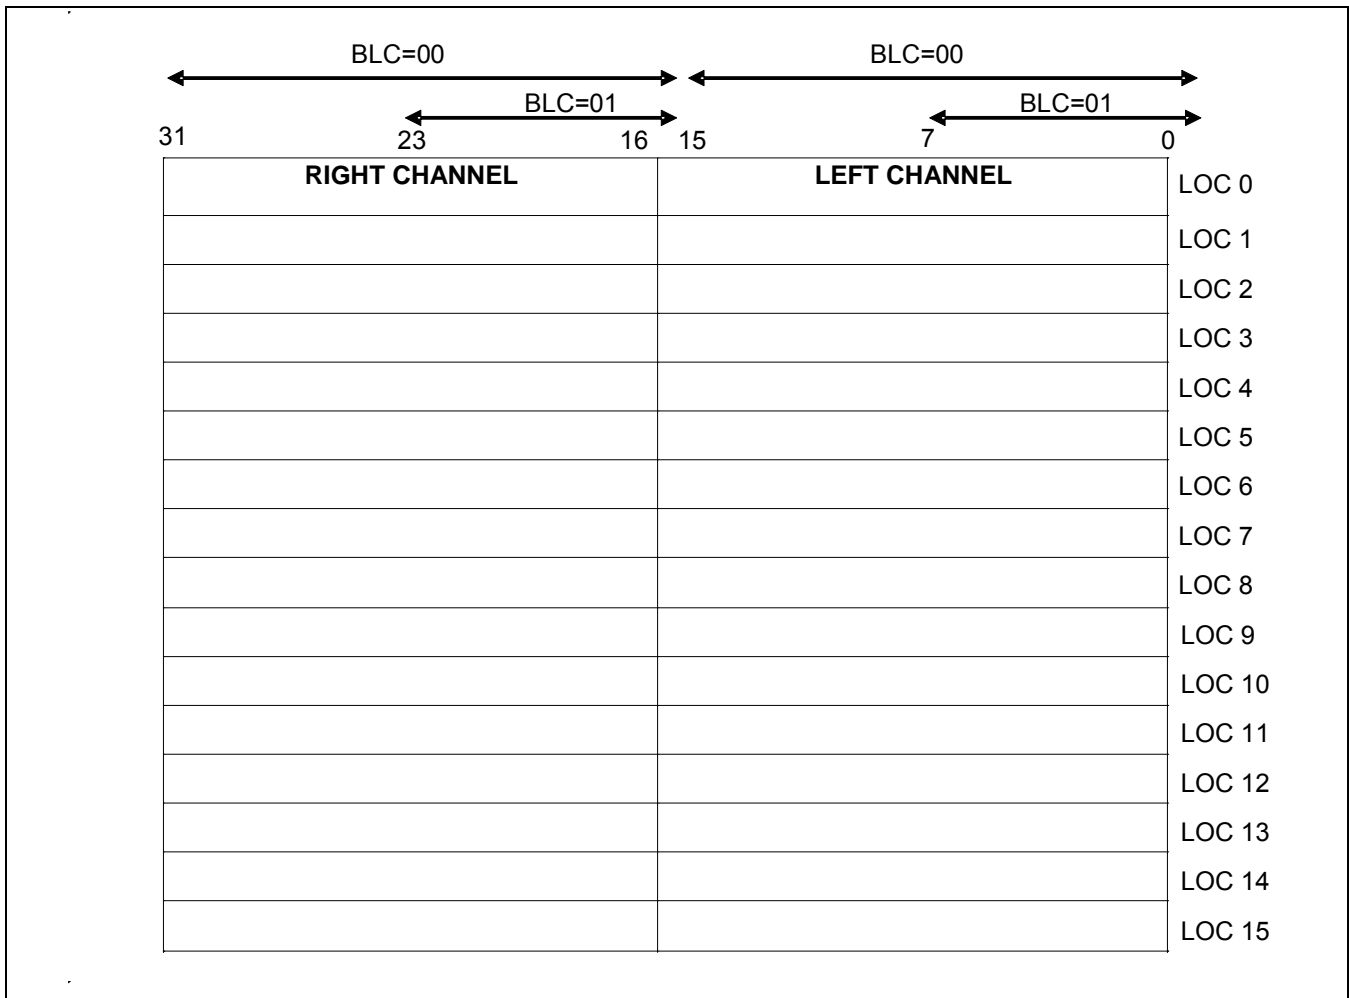 BLC=00 BLC=00
BLC=01 BLC=01
31 23 16 15 7 0
RIGHT CHANNEL LEFT CHANNEL LOC 0
LOC 1
LOC 2
LOC 3
LOC 4
LOC 5
LOC 6
LOC 7
LOC 8
LOC 9
LOC 10
LOC 11
LOC 12
LOC 13
LOC 14
LOC 15